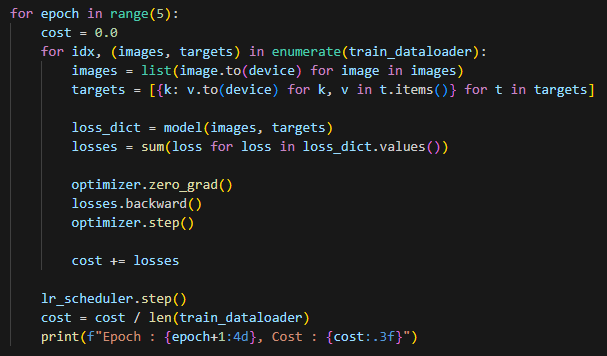 for epoch in range(5):
    cost = 0.0
    for idx, (images, targets) in enumerate(train_dataloader):
        images = list(image.to(device) for image in images)
        targets = [{k: v.to(device) for k, v in t.items()} for t in targets]

        loss_dict = model(images, targets)
        losses = sum(loss for loss in loss_dict.values())

        optimizer.zero_grad()
        losses.backward()
        optimizer.step()

        cost += losses

    lr_scheduler.step()
    cost = cost / len(train_dataloader)
    print(f"Epoch : {epoch+1:4d}, Cost : {cost:.3f}")